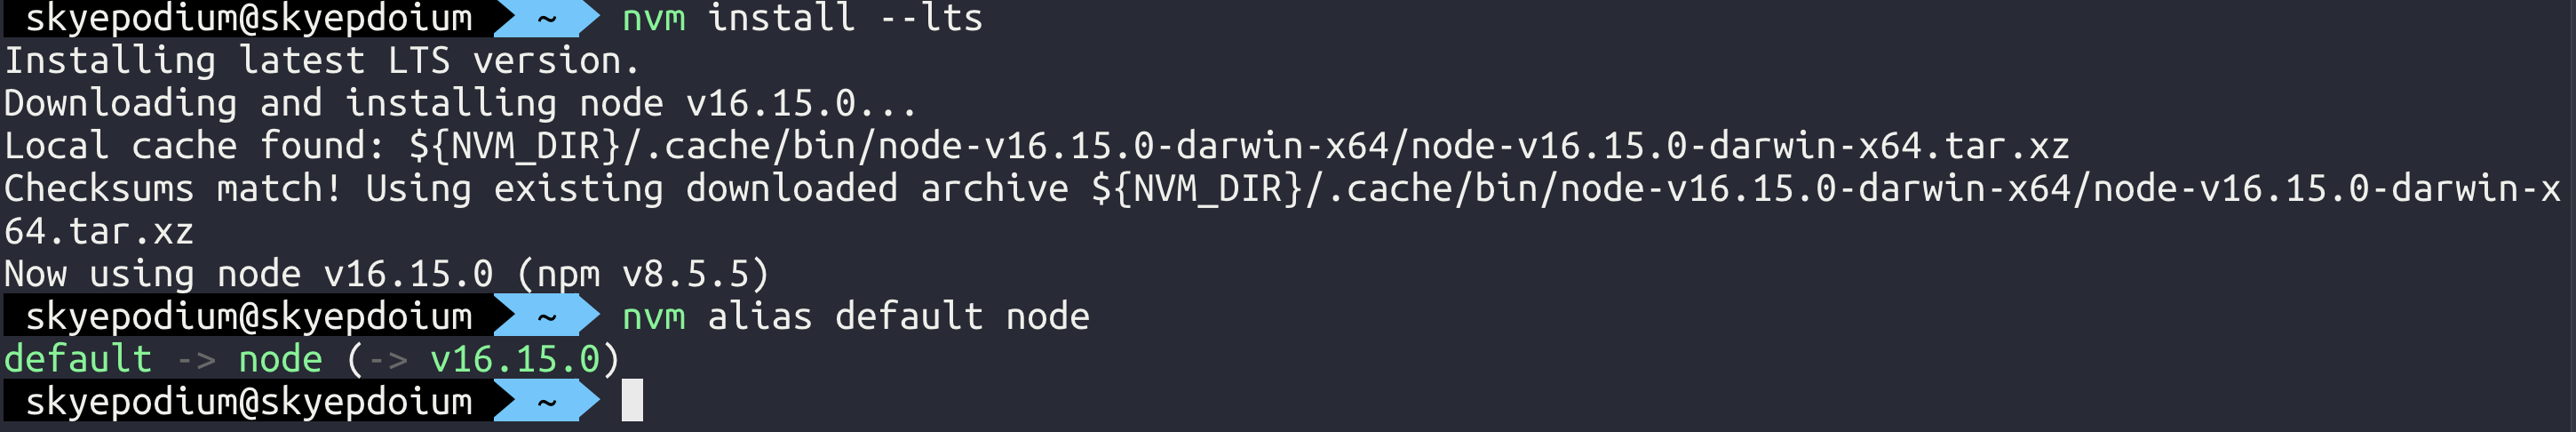 skyepodium@skyepdoium ~ nvm install --lts
Installing latest LTS version.
Downloading and installing node v16.15.0...
Local cache found: ${NVM_DIR}/.cache/bin/node-v16.15.0-darwin-x64/node-v16.15.0-darwin-x64.tar.xz
Checksums match! Using existing downloaded archive ${NVM_DIR}/.cache/bin/node-v16.15.0-darwin-x64/node-v16.15.0-darwin-x
64.tar.xz
Now using node v16.15.0 (npm v8.5.5)
skyepodium@skyepdoium ~ nvm alias default node
default -> node (-> v16.15.0)
skyepodium@skyepdoium ~